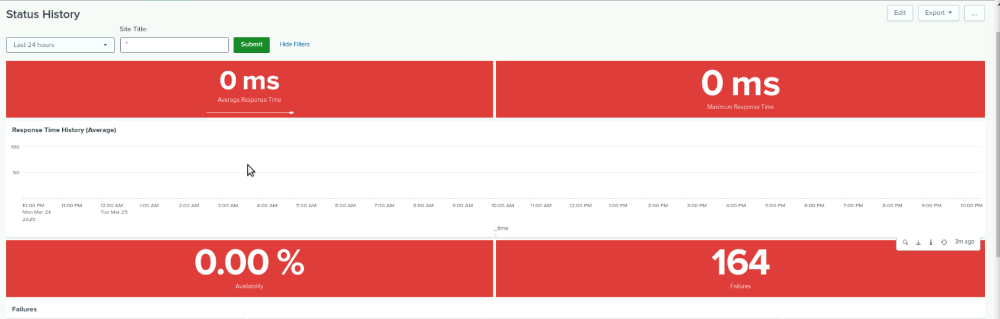 Status History
Edit
Export
...
Site Title:
Last 24 hours
*
Submit
Hide Filters
0 ms
Average Response Time
0 ms
Maximum Response Time
Response Time History (Average)
100
50
10:00 PM 11:00 PM 12:00 AM 1:00 AM 2:00 AM 3:00 AM 4:00 AM 5:00 AM 6:00 AM 7:00 AM 8:00 AM 9:00 AM 10:00 AM 11:00 AM 12:00 PM 1:00 PM 2:00 PM 3:00 PM 4:00 PM 5:00 PM 6:00 PM 7:00 PM 8:00 PM 9:00 PM 10:00 PM
Mon Mar 24 Tue Mar 25
2025
_time
3m ago
0.00 %
Availability
164
Failures
Failures